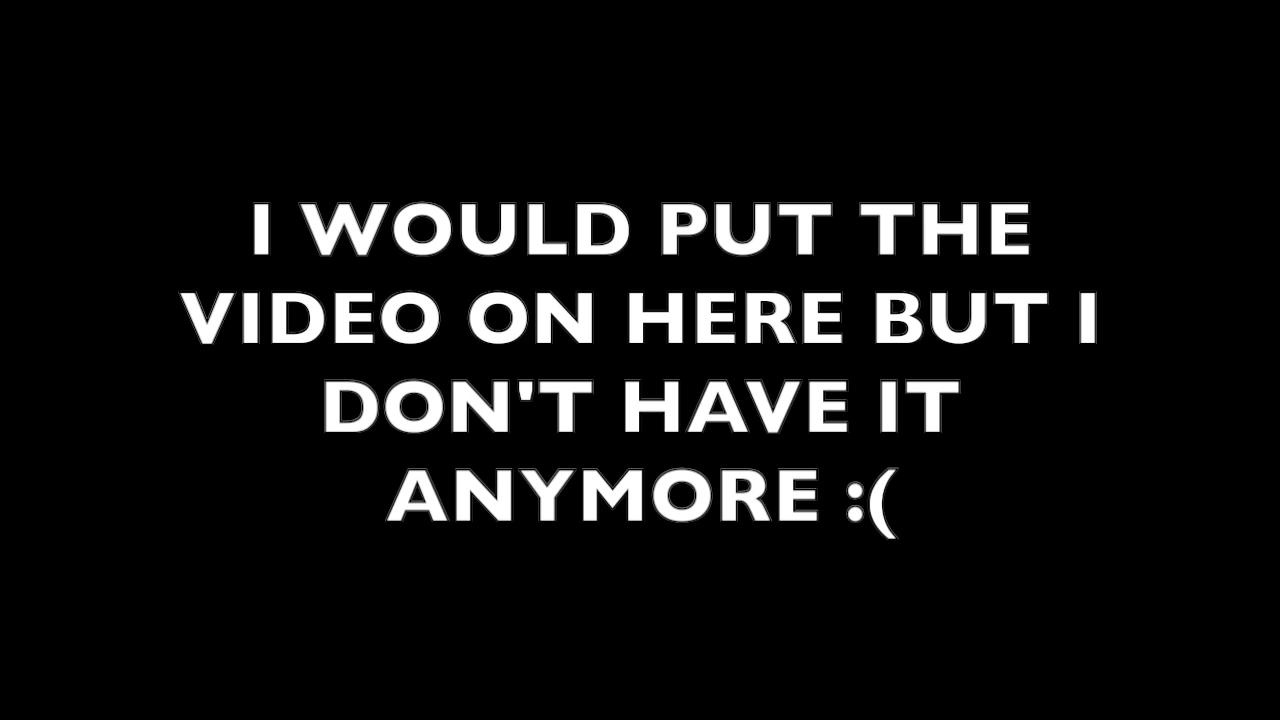 I WOULD PUT THE
VIDEO ON HERE BUT I
DON'T HAVE IT
ANYMORE :(